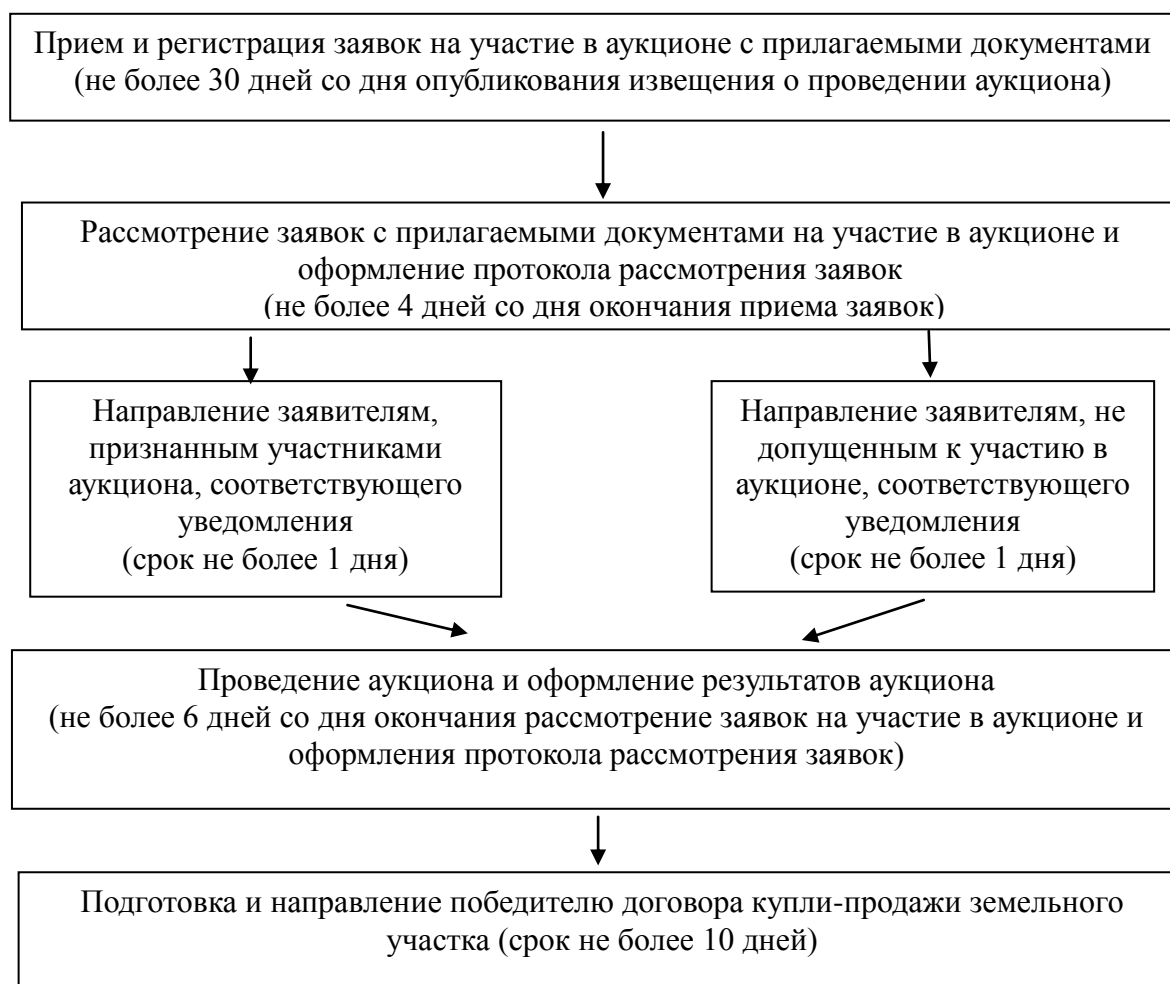 Прием и регистрация заявок на участие в аукционе с прилагаемыми документами
(не более 30 дней со дня опубликования извещения о проведении аукциона)
Рассмотрение заявок с прилагаемыми документами на участие в аукционе и
оформление протокола рассмотрения заявок
(не более 4 дней со дня окончания приема заявок)
Направление заявителям,
признанным участниками
аукциона, соответствующего
уведомления
(срок не более 1 дня)
Направление заявителям, не
допущенным к участию в
аукционе, соответствующего
уведомления
(срок не более 1 дня)
Проведение аукциона и оформление результатов аукциона
(не более 6 дней со дня окончания рассмотрение заявок на участие в аукционе и
оформления протокола рассмотрения заявок)
Подготовка и направление победителю договора купли-продажи земельного
участка (срок не более 10 дней)